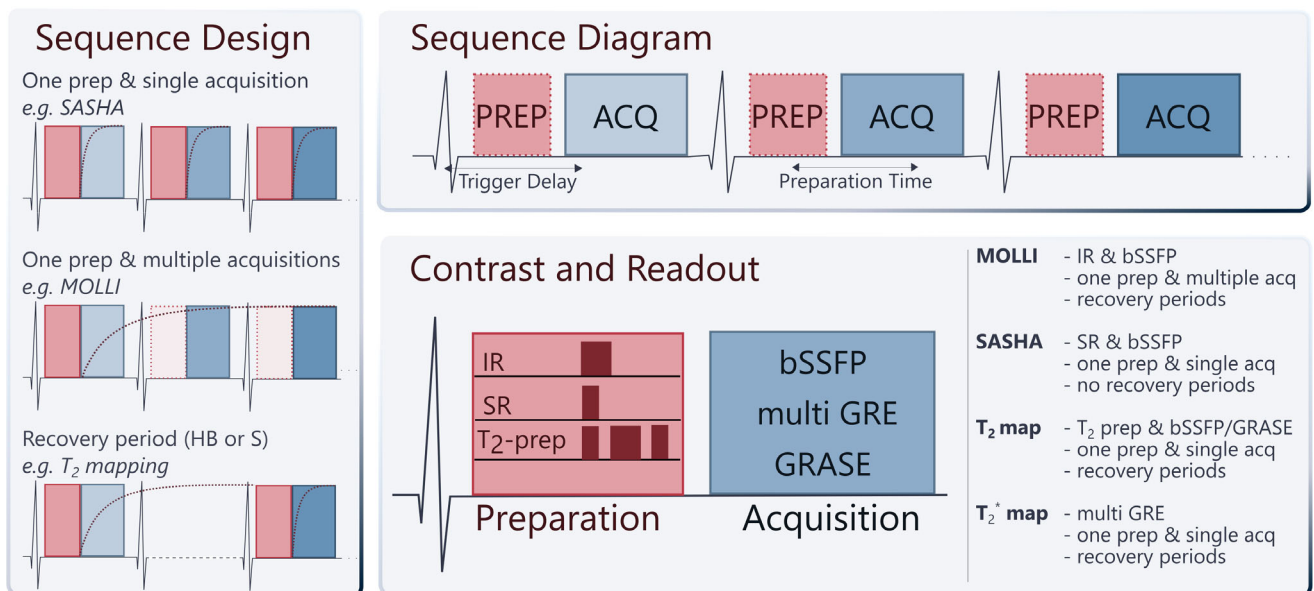 Sequence Design
One prep & single acquisition
e.g. SASHA
One prep & multiple acquisitions
e.g. MOLLI
Recovery period (HB or S)
e.g. T₂ mapping
Sequence Diagram
PREP ACQ PREP ACQ PREP ACQ
Trigger Delay Preparation Time
Contrast and Readout
IR
SR
T₂-prep
Preparation
bSSFP
multi GRE
GRASE
Acquisition
MOLLI - IR & bSSFP
- one prep & multiple acq
- recovery periods
SASHA - SR & bSSFP
- one prep & single acq
- no recovery periods
T₂ map - T₂ prep & bSSFP/GRASE
- one prep & single acq
- recovery periods
T₂* map - multi GRE
- one prep & single acq
- recovery periods